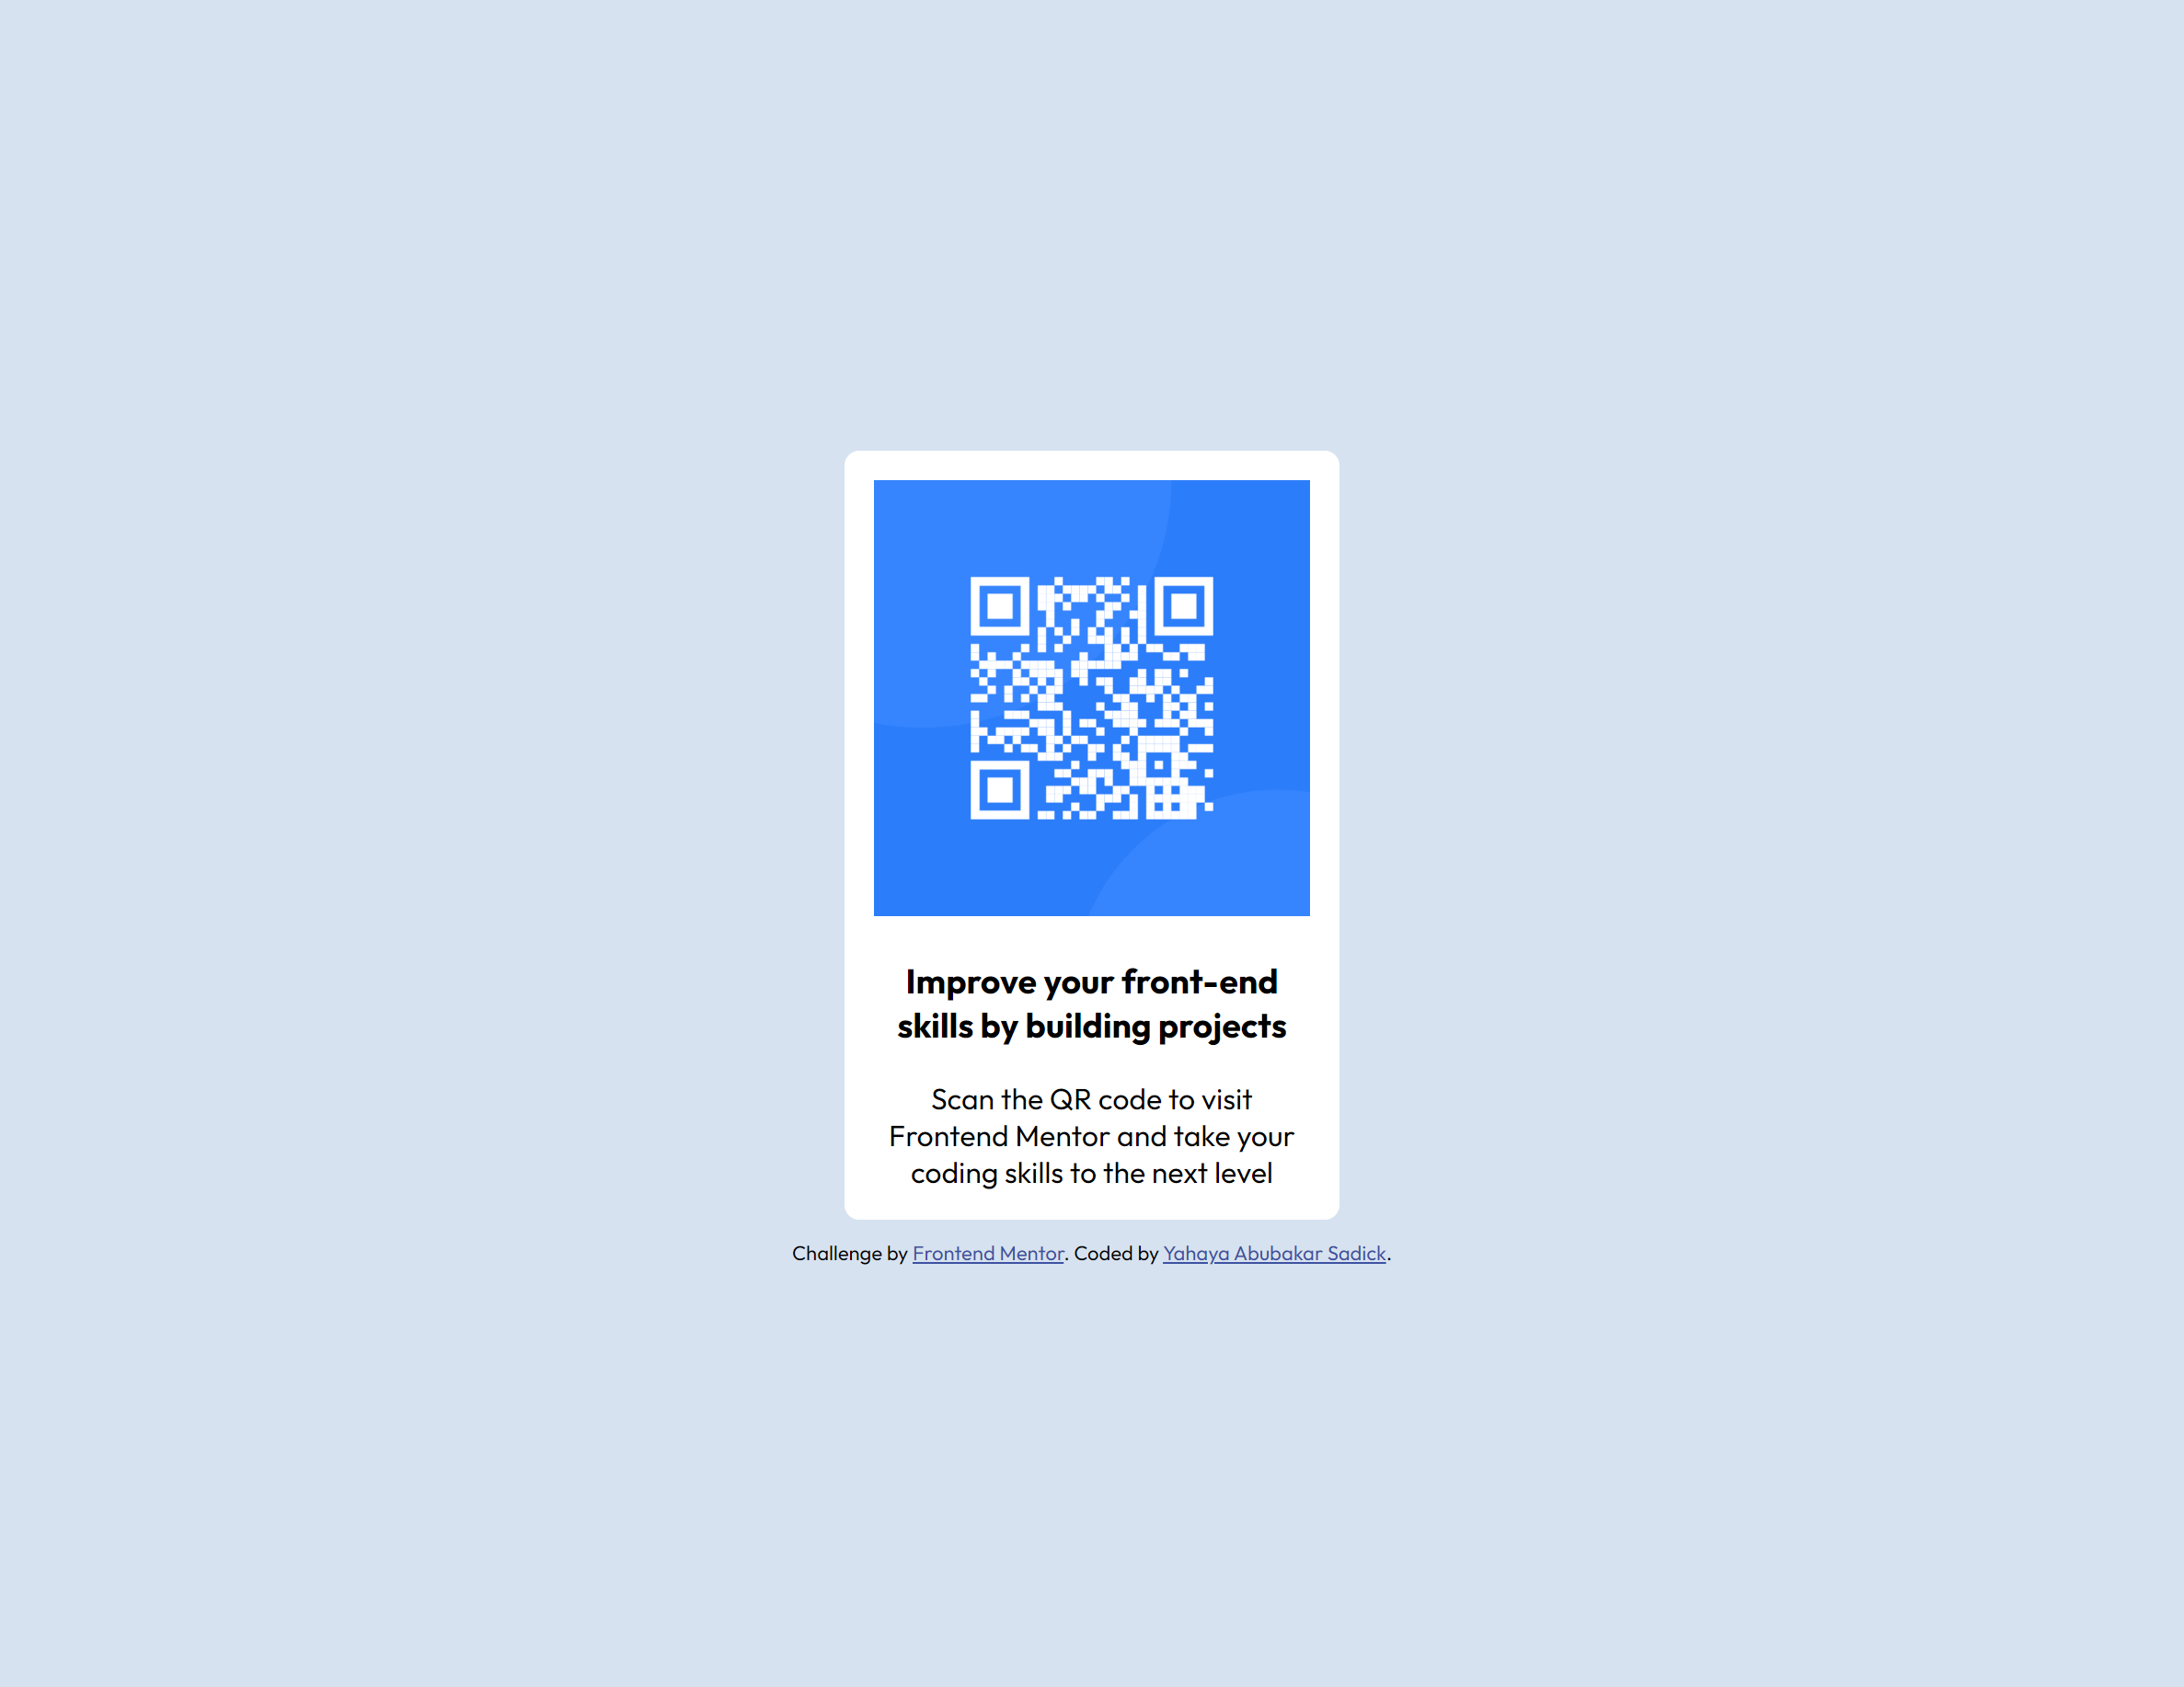 Improve your front-end
skills by building projects
Scan the QR code to visit
Frontend Mentor and take your
coding skills to the next level
Challenge by Frontend Mentor. Coded by Yahaya Abubakar Sadick.